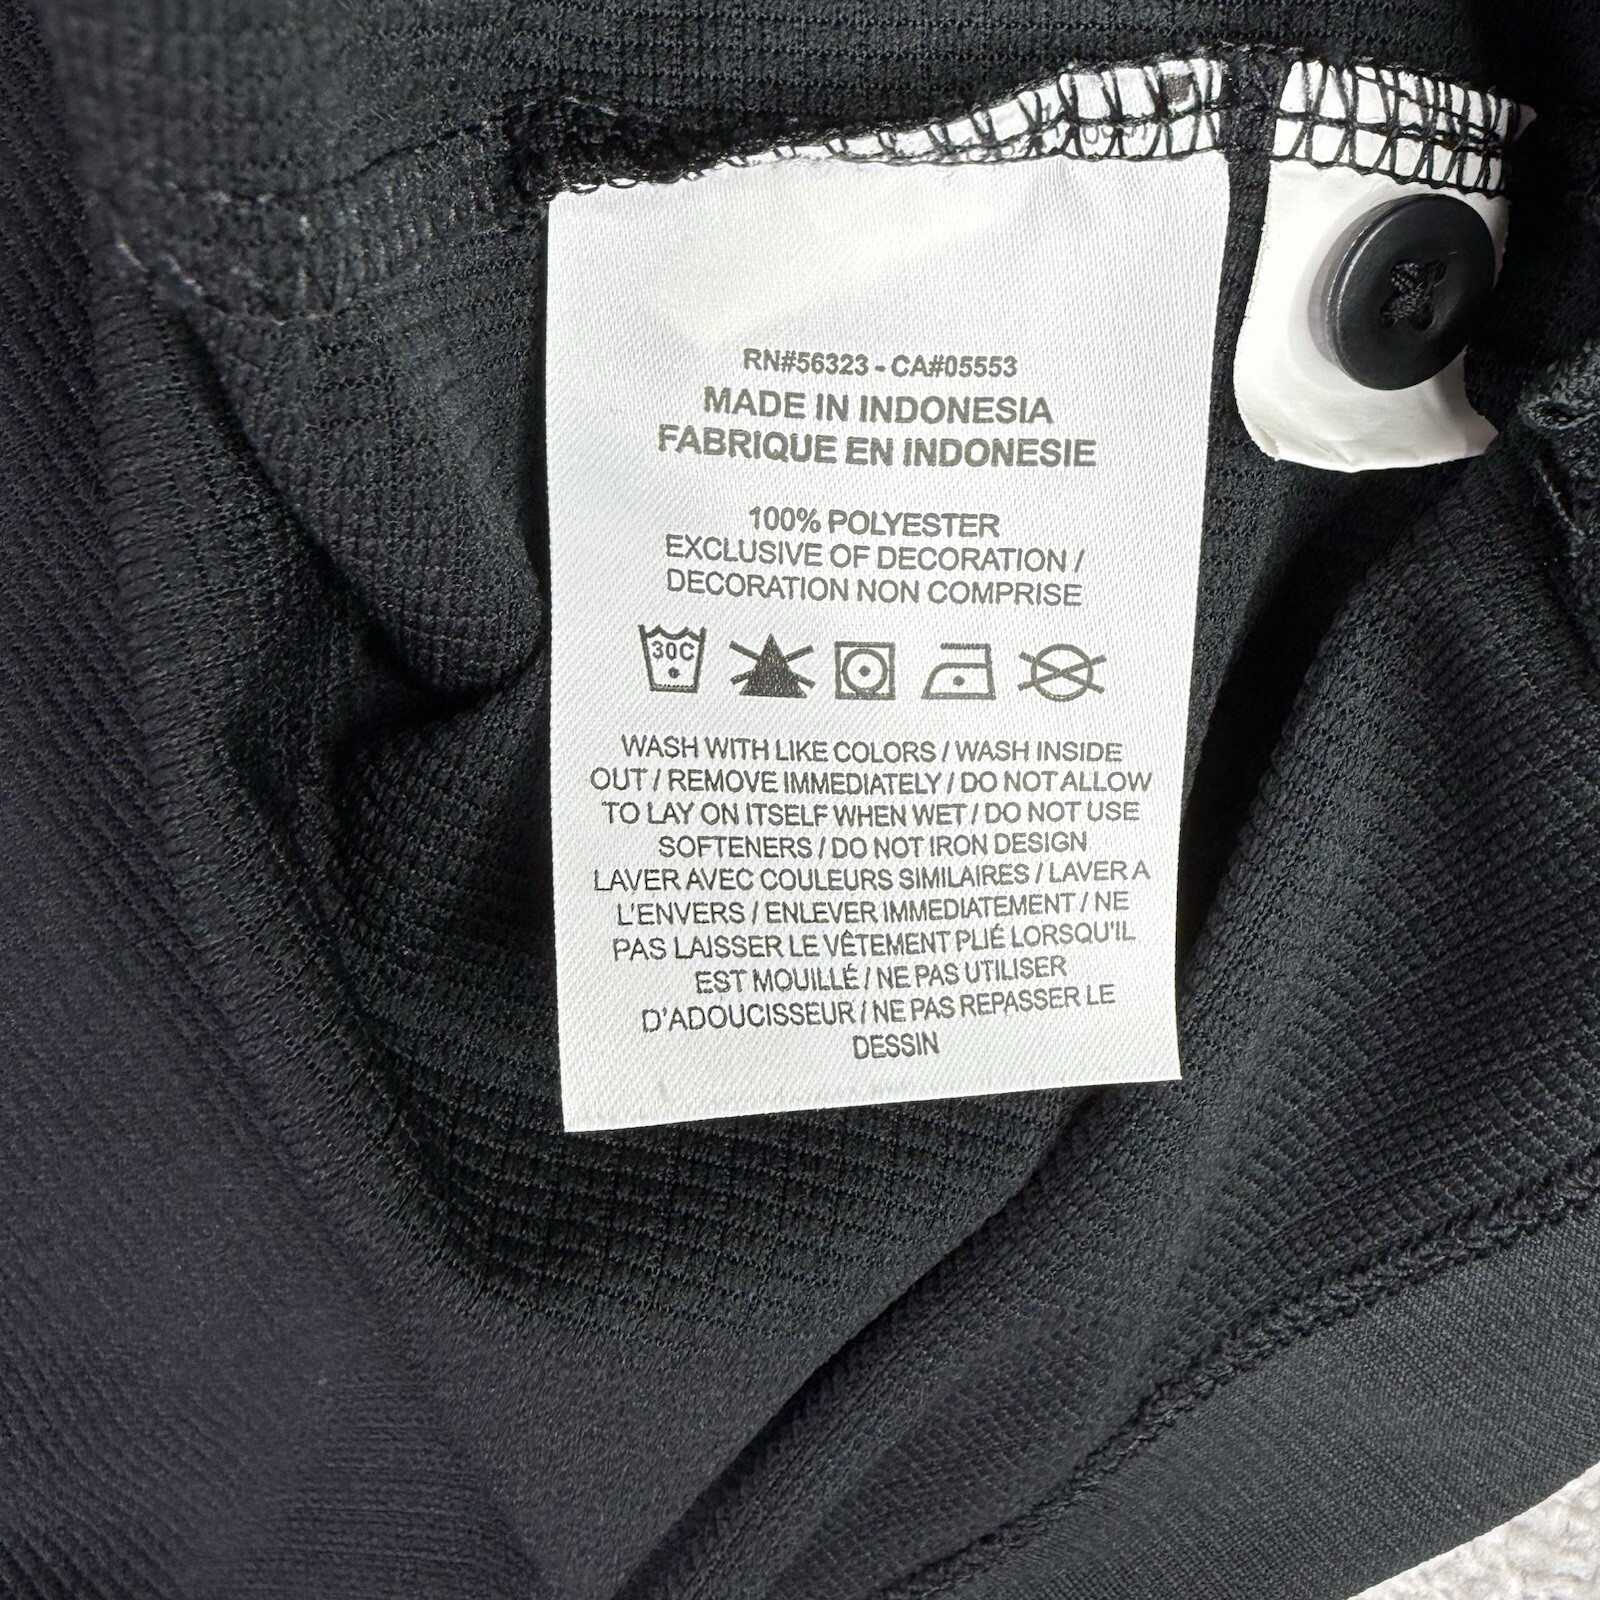 RN#56323 - CA#05553
MADE IN INDONESIA
FABRIQUE EN INDONESIE
100% POLYESTER
EXCLUSIVE OF DECORATION /
DECORATION NON COMPRISE
30C
WASH WITH LIKE COLORS / WASH INSIDE
OUT / REMOVE IMMEDIATELY / DO NOT ALLOW
TO LAY ON ITSELF WHEN WET / DO NOT USE
SOFTENERS / DO NOT IRON DESIGN
LAVER AVEC COULEURS SIMILAIRES / LAVER A
L'ENVERS / ENLEVER IMMEDIATEMENT / NE
PAS LAISSER LE VÊTEMENT PLIÉ LORSQU'IL
EST MOUILLÉ / NE PAS UTILISER
D'ADOUCISSEUR / NE PAS REPASSER LE
DESSIN